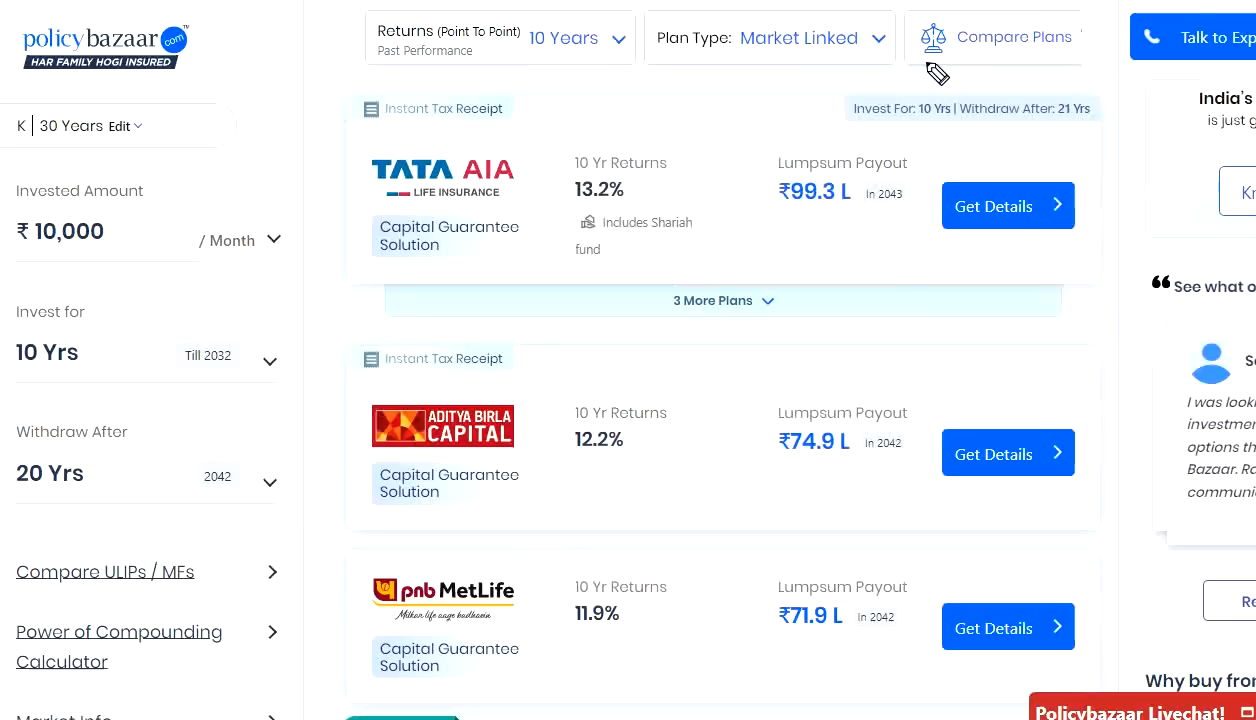 policybazaar.com™
HAR FAMILY HOGI INSURED
K | 30 Years Edit
Invested Amount
₹ 10,000
/ Month
Invest for
10 Yrs
Till 2032
Withdraw After
20 Yrs
2042
Compare ULIPs / MFs
Power of Compounding
Calculator
Market Info
Returns (Point To Point)
Past Performance
10 Years
Plan Type: Market Linked
Compare Plans
Instant Tax Receipt
Invest For: 10 Yrs | Withdraw After: 21 Yrs
TATA AIA
LIFE INSURANCE
Capital Guarantee
Solution
10 Yr Returns
13.2%
Includes Shariah
fund
Lumpsum Payout
₹99.3 L In 2043
Get Details
3 More Plans
Instant Tax Receipt
ADITYA BIRLA
CAPITAL
Capital Guarantee
Solution
10 Yr Returns
12.2%
Lumpsum Payout
₹74.9 L In 2042
Get Details
pnb MetLife
Milkar life aage badhaein
Capital Guarantee
Solution
10 Yr Returns
11.9%
Lumpsum Payout
₹71.9 L In 2042
Get Details
Talk to Exp
India's
is just
Kn
❝ See what o
I was look
investmen
options th
Bazaar. Ra
communi
Re
Why buy fro
Policybazaar Livechat!